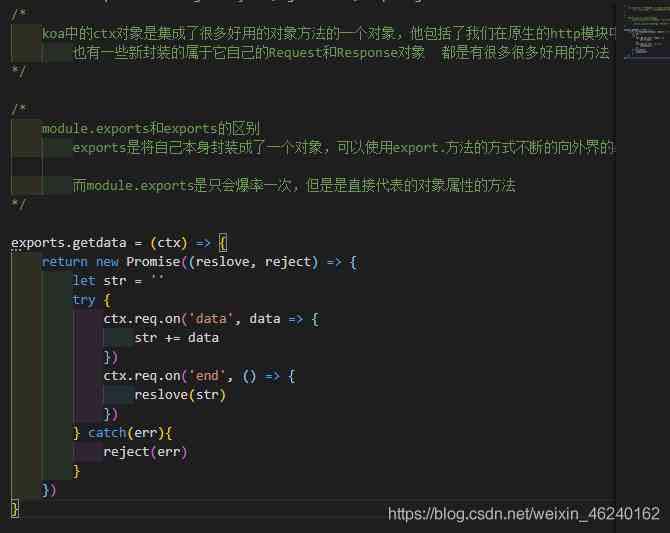 /*
koa中的ctx对象是集成了很多好用的对象方法的一个对象，他包括了我们在原生的http模块中
也有一些新封装的属于它自己的Request和Response对象 都是有很多很多好用的方法
*/
/*
module.exports和exports的区别
exports是将自己本身封装成了一个对象，可以使用export.方法的方式不断的向外界的
而module.exports是只会爆率一次，但是是直接代表的对象属性的方法
*/
exports.getdata = (ctx) => {
return new Promise((reslove, reject) => {
let str = ''
try {
ctx.req.on('data', data => {
str += data
})
ctx.req.on('end', () => {
reslove(str)
})
} catch(err){
reject(err)
}
})
}
https://blog.csdn.net/weixin_46240162